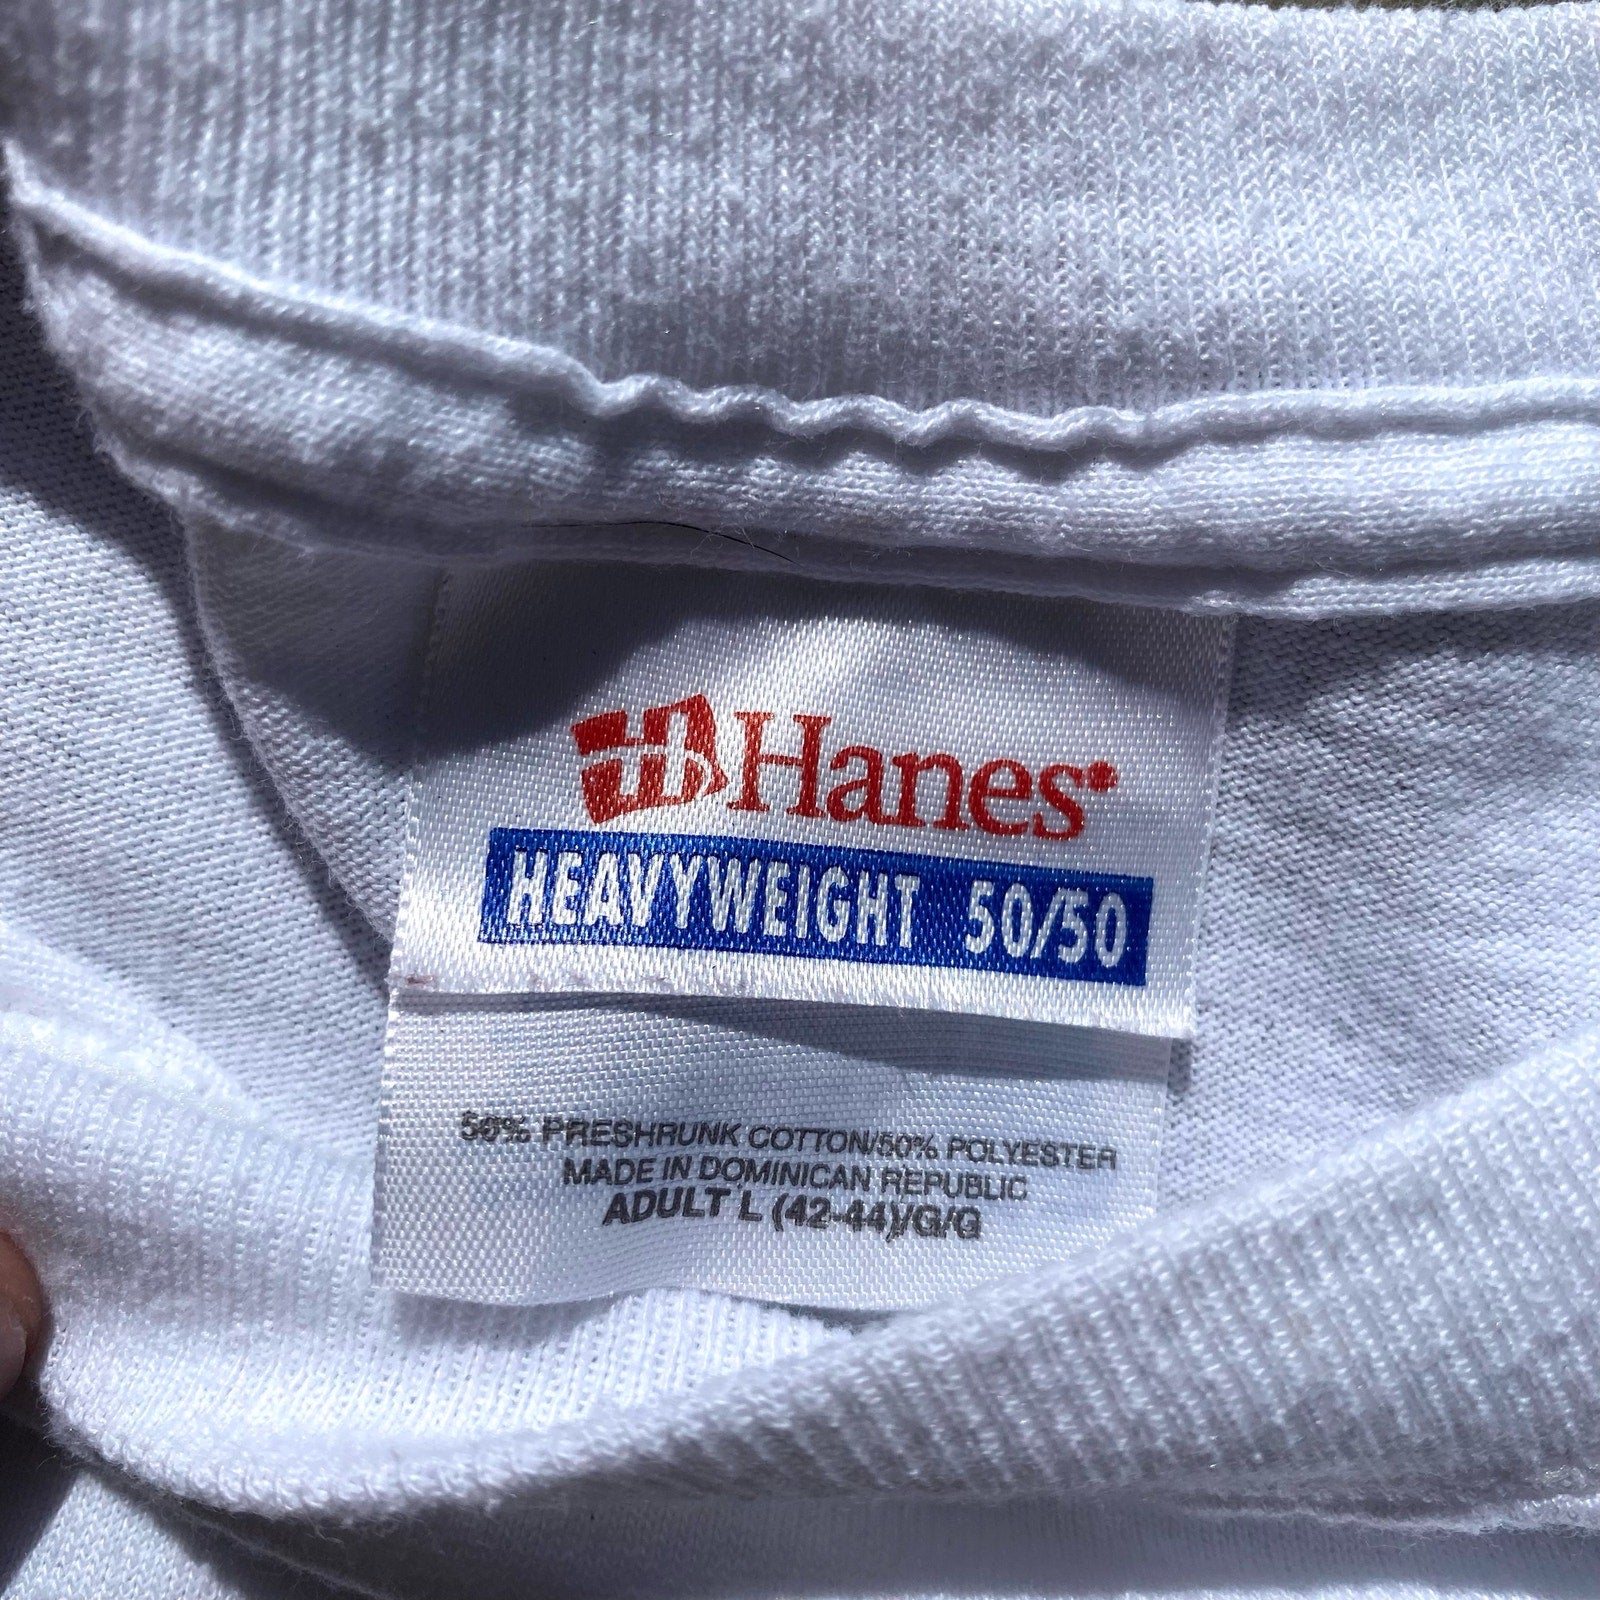 Hanes
HEAVYWEIGHT 50/50
50% PRESHRUNK COTTON/50% POLYESTER
MADE IN DOMINICAN REPUBLIC
ADULT L (42-44)/G/G